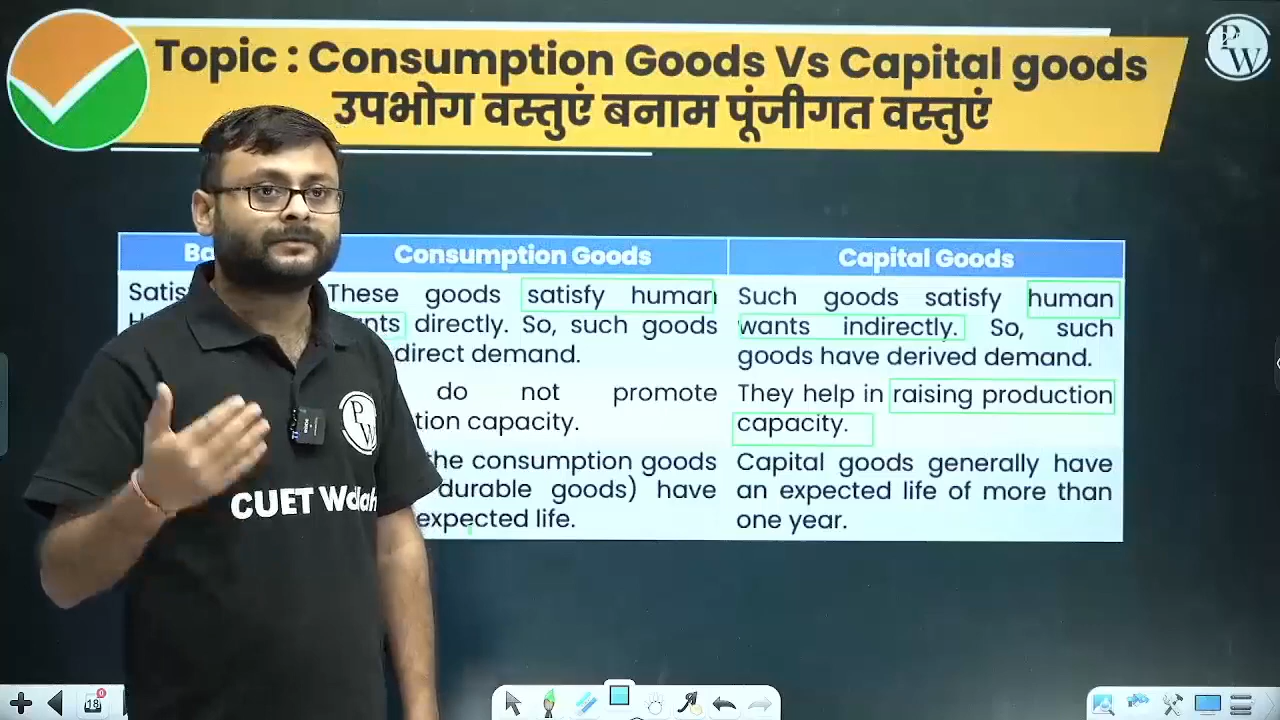 Topic : Consumption Goods Vs Capital goods
उपभोग वस्तुएं बनाम पूंजीगत वस्तुएं
PW
Consumption Goods
Capital Goods
These goods satisfy human
directly. So, such goods
direct demand.
Such goods satisfy human
wants indirectly. So, such
goods have derived demand.
do not promote
capacity.
They help in raising production
capacity.
the consumption goods
durable goods) have
expected life.
Capital goods generally have
an expected life of more than
one year.
PW
CUET Wallah
18